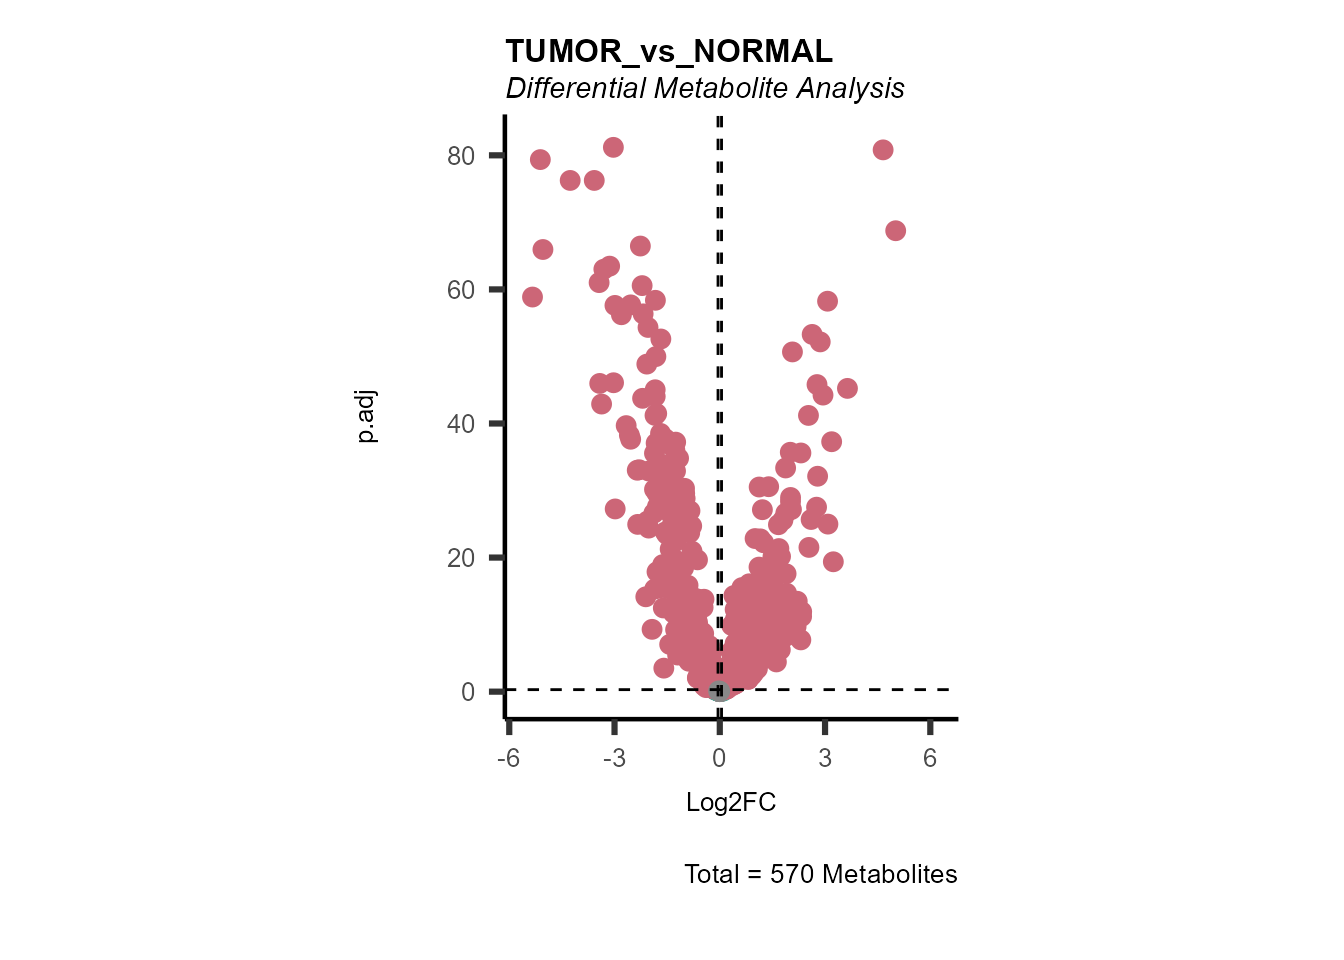 TUMOR_vs_NORMAL
Differential Metabolite Analysis
80
60
40
20
0
p.adj
-6 -3 0 3 6
Log2FC
Total = 570 Metabolites